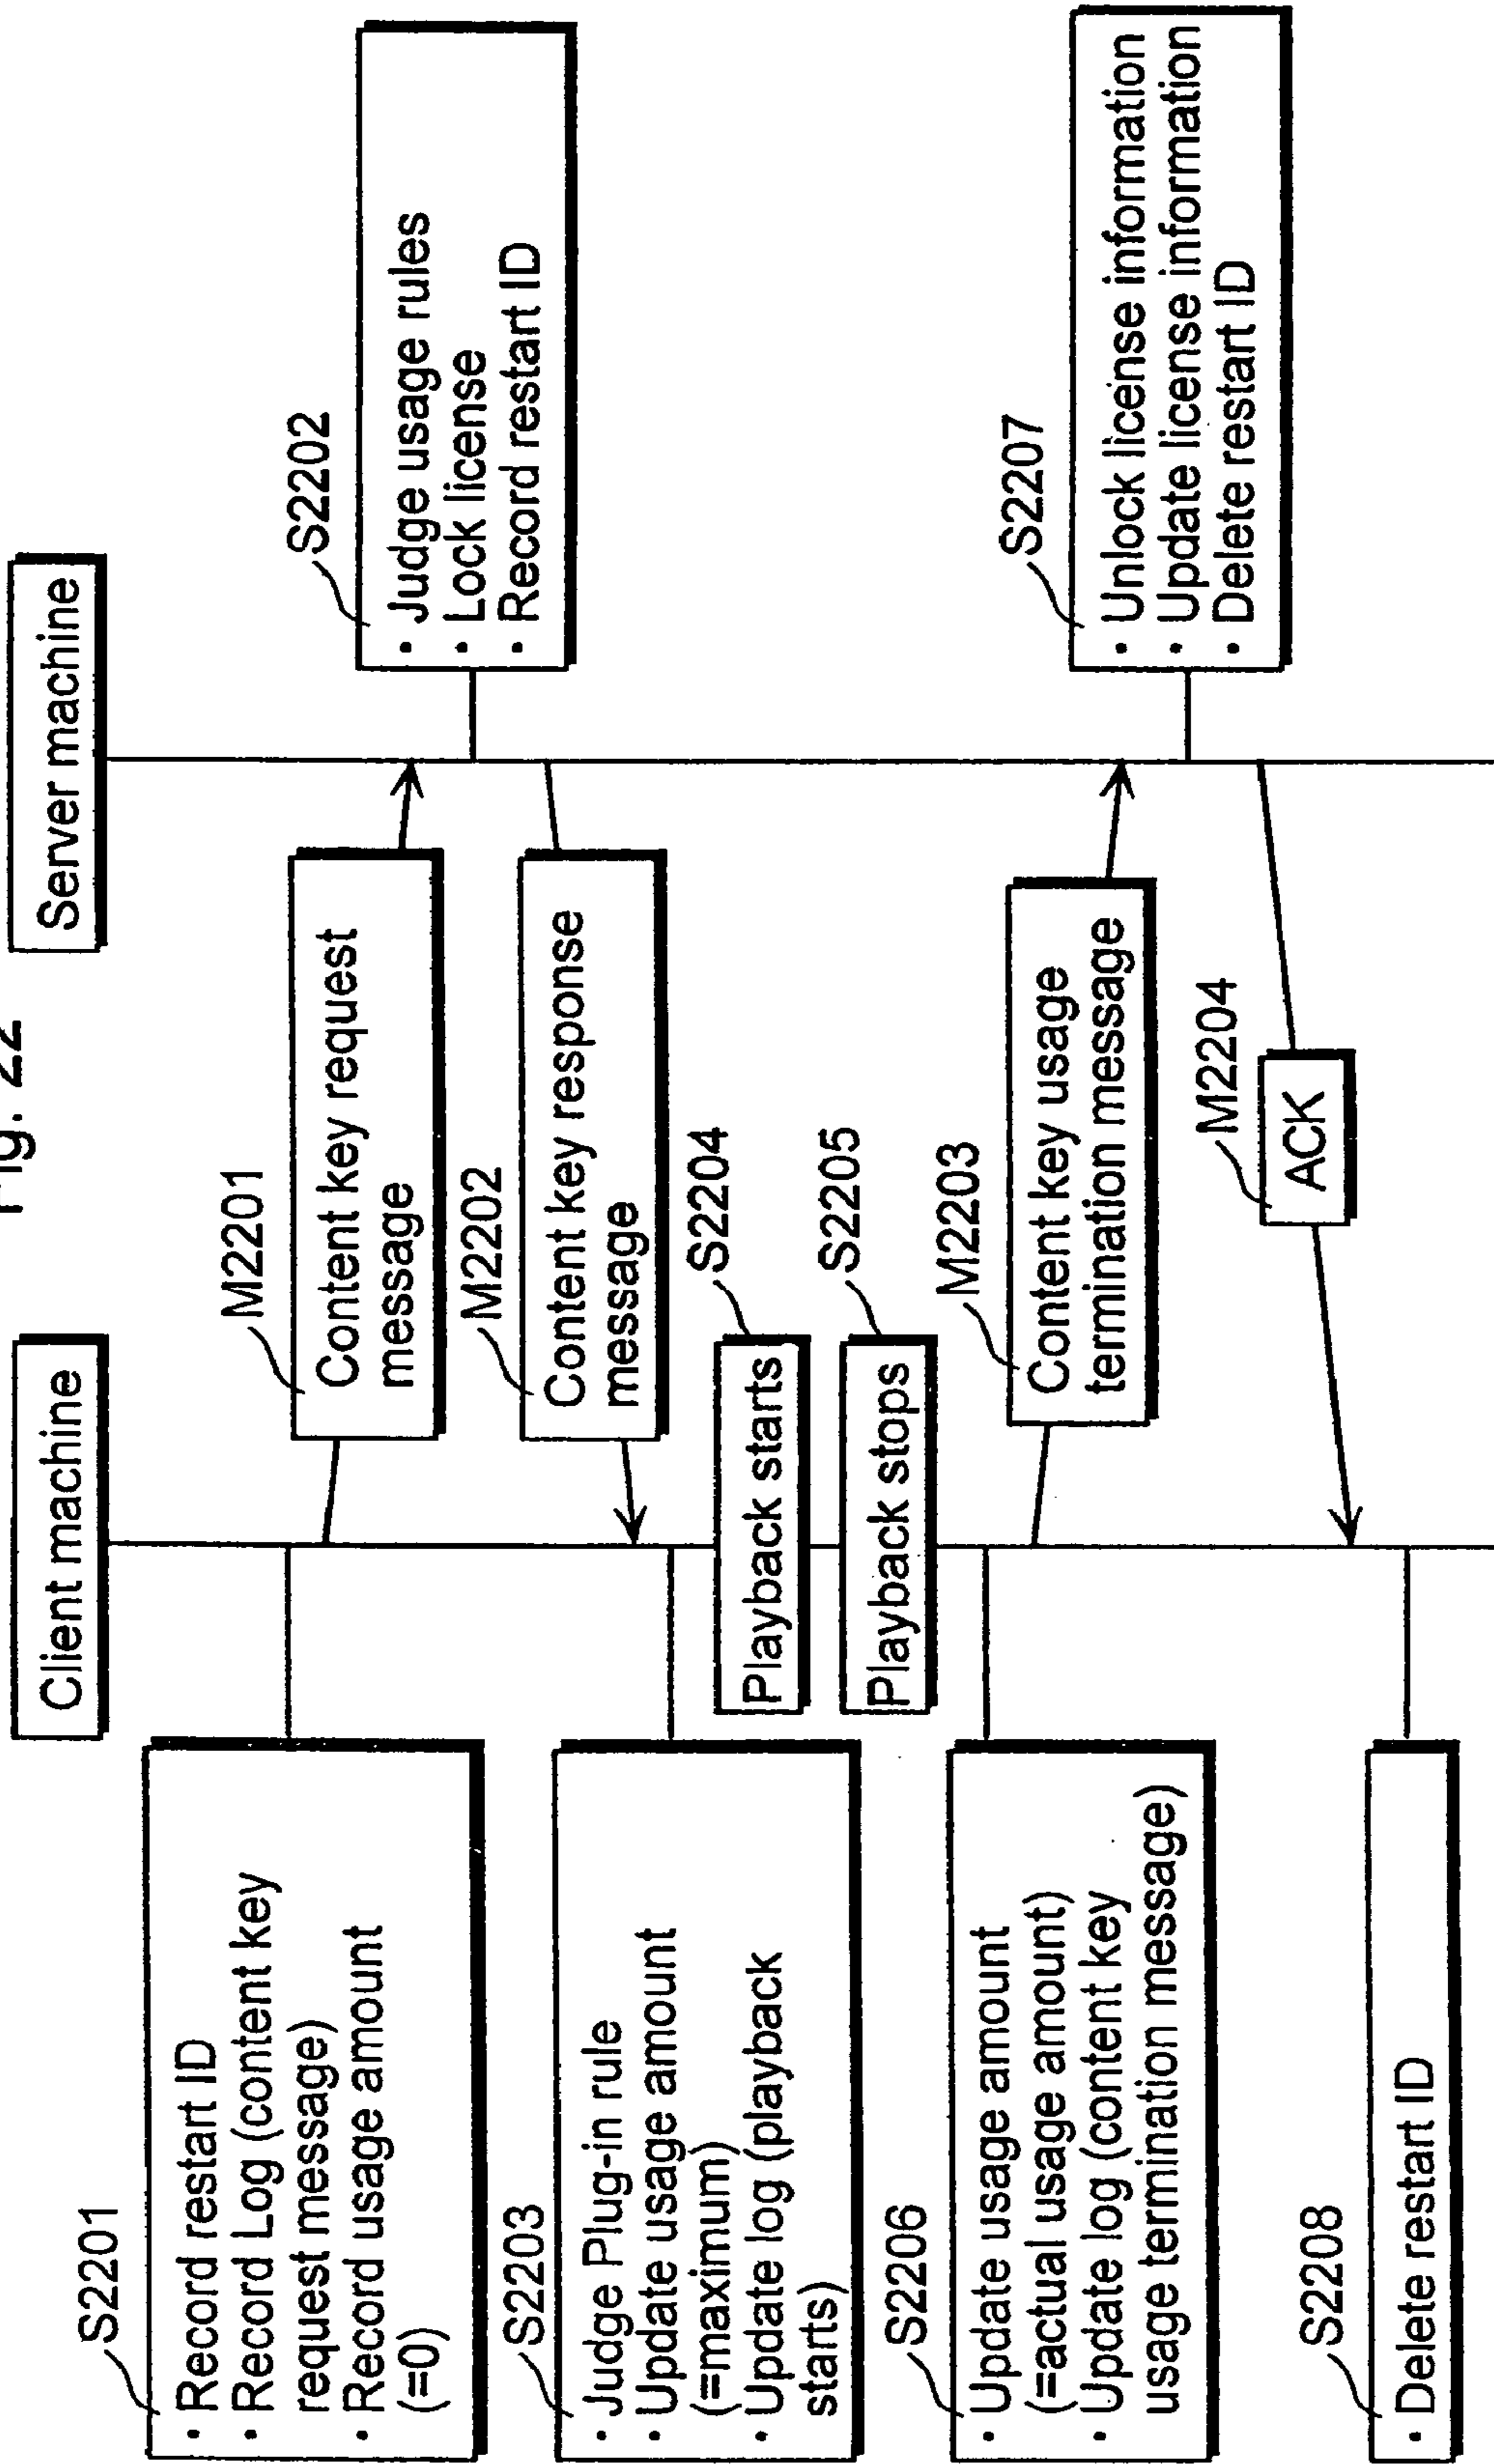 Fig. 22
Client machine
Server machine
S2201
· Record restart ID
· Record Log (content key
request message)
· Record usage amount
(=0)
M2201
Content key request
message
S2202
· Judge usage rules
· Lock license
· Record restart ID
M2202
Content key response
message
S2203
· Judge Plug-in rule
· Update usage amount
(=maximum)
· Update log (playback
starts)
S2204
Playback starts
S2205
Playback stops
S2206
· Update usage amount
(=actual usage amount)
· Update log (content key
usage termination message)
M2203
Content key usage
termination message
S2207
· Unlock license information
· Update license information
· Delete restart ID
M2204
ACK
S2208
· Delete restart ID